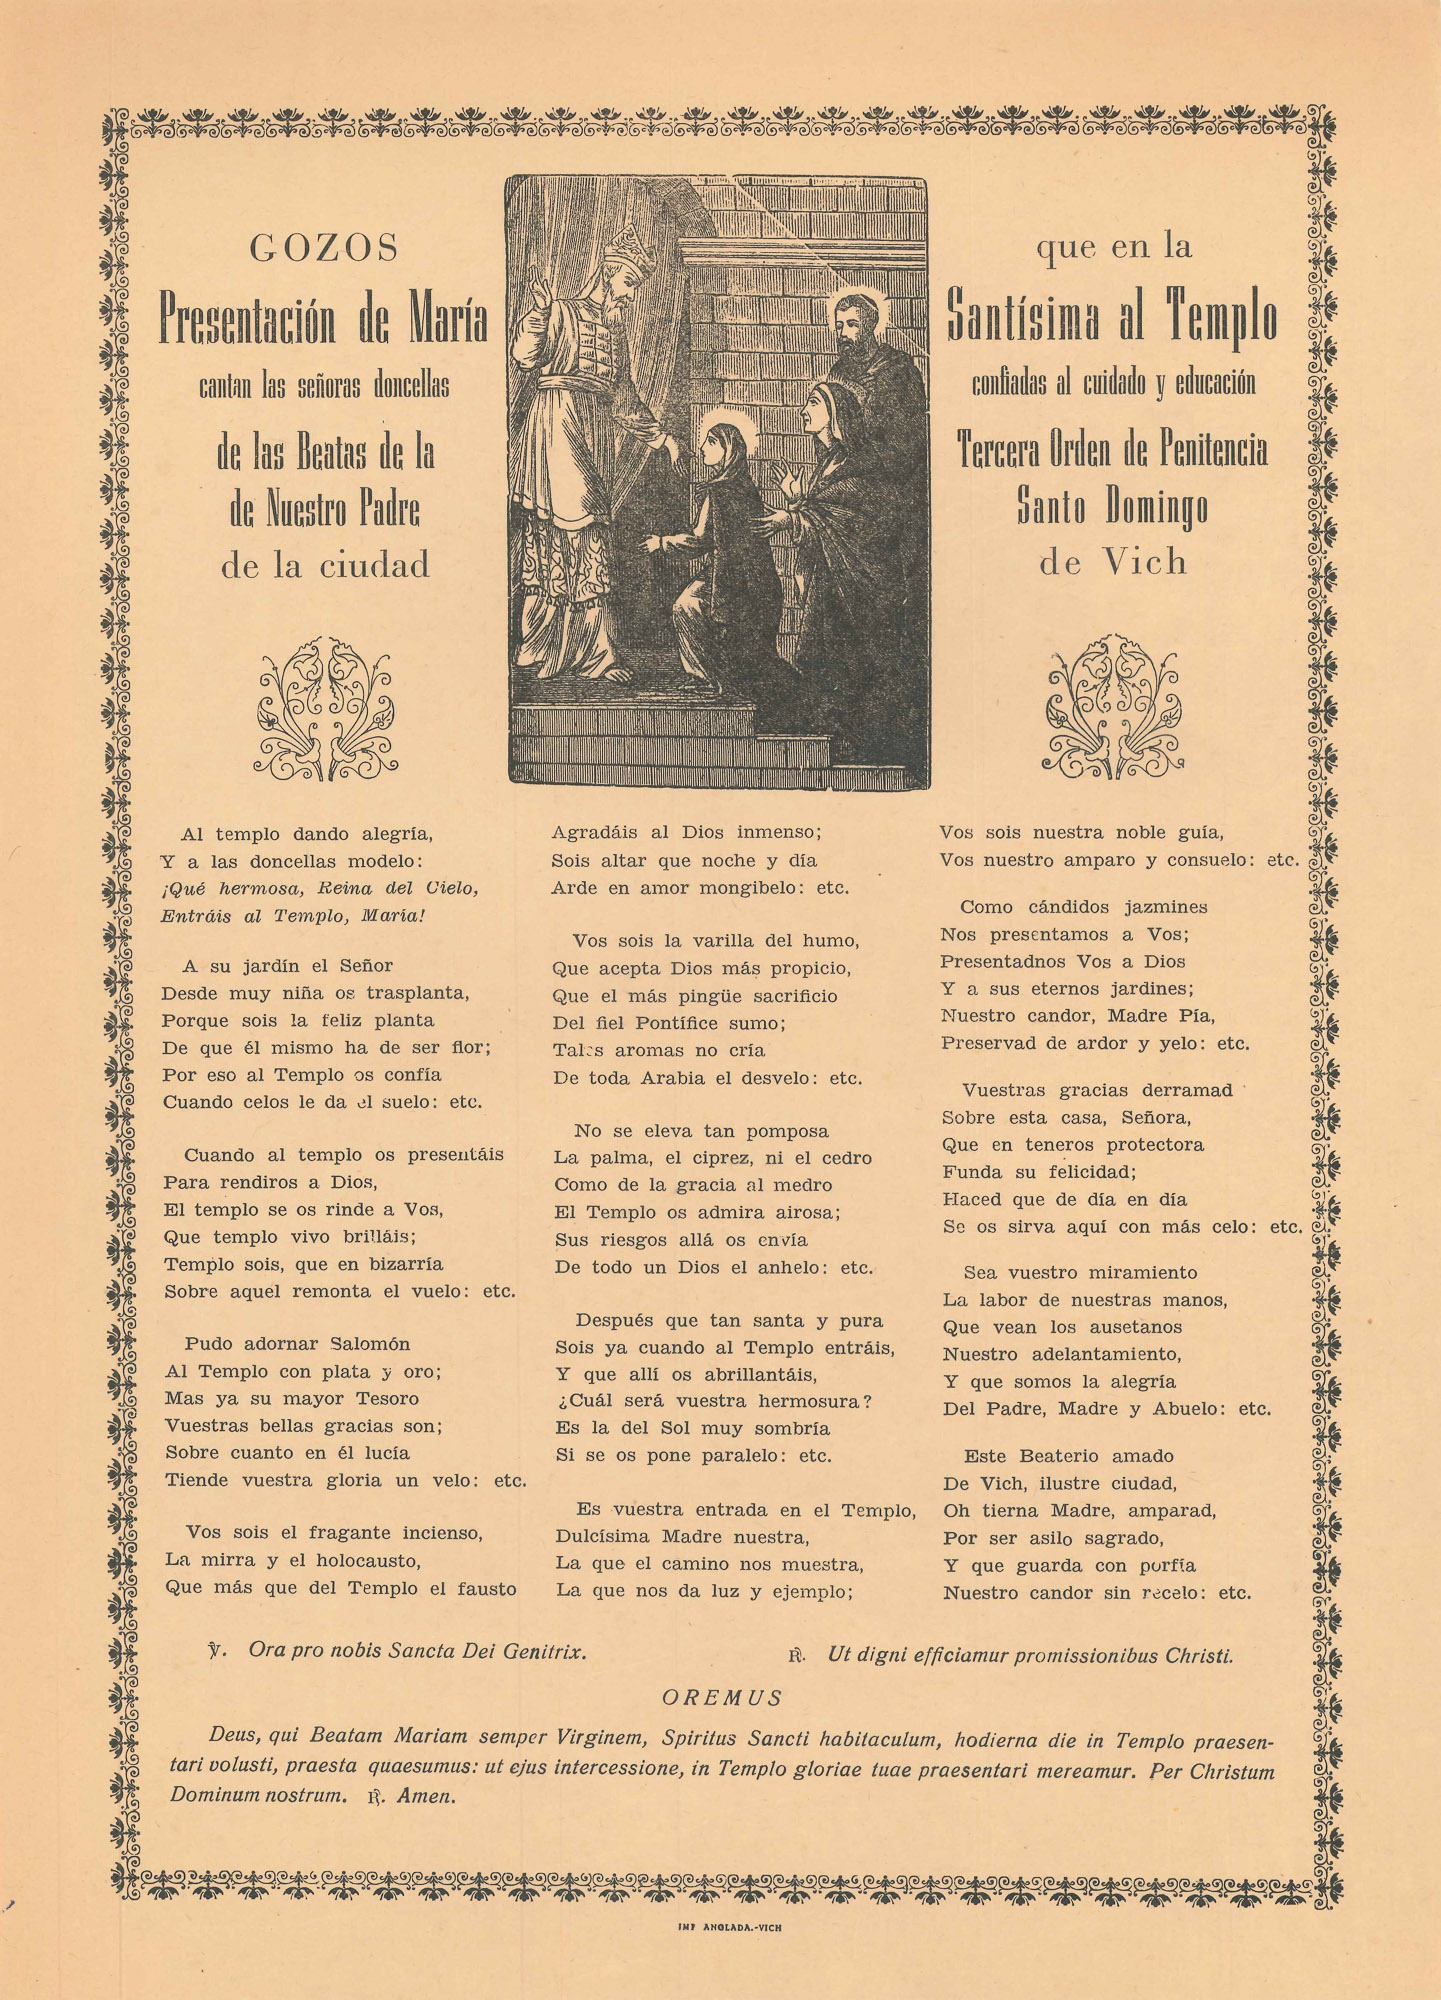 GOZOS que en la
Presentación de María Santísima al Templo
cantan las señoras doncellas confiadas al cuidado y educación
de las Beatas de la Tercera Orden de Penitencia
de Nuestro Padre Santo Domingo
de la ciudad de Vich
Al templo dando alegría,
Y a las doncellas modelo:
¡Qué hermosa, Reina del Cielo,
Entráis al Templo, María!
A su jardín el Señor
Desde muy niña os trasplanta,
Porque sois la feliz planta
De que él mismo ha de ser flor;
Por eso al Templo os confía
Cuando celos le da el suelo: etc.
Cuando al templo os presentáis
Para rendiros a Dios,
El templo se os rinde a Vos,
Que templo vivo brilláis;
Templo sois, que en bizarría
Sobre aquel remonta el vuelo: etc.
Pudo adornar Salomón
Al Templo con plata y oro;
Mas ya su mayor Tesoro
Vuestras bellas gracias son;
Sobre cuanto en él lucía
Tiende vuestra gloria un velo: etc.
Vos sois el fragante incienso,
La mirra y el holocausto,
Que más que del Templo el fausto
Agradáis al Dios inmenso;
Sois altar que noche y día
Arde en amor mongibelo: etc.
Vos sois la varilla del humo,
Que acepta Dios más propicio,
Que el más pingüe sacrificio
Del fiel Pontífice sumo;
Tales aromas no cría
De toda Arabia el desvelo: etc.
No se eleva tan pomposa
La palma, el ciprez, ni el cedro
Como de la gracia al medro
El Templo os admira airosa;
Sus riesgos allá os envía
De todo un Dios el anhelo: etc.
Después que tan santa y pura
Sois ya cuando al Templo entráis,
Y que allí os abrillantáis,
¿Cuál será vuestra hermosura?
Es la del Sol muy sombría
Si se os pone paralelo: etc.
Es vuestra entrada en el Templo,
Dulcísima Madre nuestra,
La que el camino nos muestra,
La que nos da luz y ejemplo;
Vos sois nuestra noble guía,
Vos nuestro amparo y consuelo: etc.
Como cándidos jazmines
Nos presentamos a Vos;
Presentadnos Vos a Dios
Y a sus eternos jardines;
Nuestro candor, Madre Pía,
Preservad de ardor y yelo: etc.
Vuestras gracias derramad
Sobre esta casa, Señora,
Que en teneros protectora
Funda su felicidad;
Haced que de día en día
Se os sirva aquí con más celo: etc.
Sea vuestro miramiento
La labor de nuestras manos,
Que vean los ausetanos
Nuestro adelantamiento,
Y que somos la alegría
Del Padre, Madre y Abuelo: etc.
Este Beaterio amado
De Vich, ilustre ciudad,
Oh tierna Madre, amparad,
Por ser asilo sagrado,
Y que guarda con porfía
Nuestro candor sin recelo: etc.
℣. Ora pro nobis Sancta Dei Genitrix. ℟. Ut digni efficiamur promissionibus Christi.
OREMUS
Deus, qui Beatam Mariam semper Virginem, Spiritus Sancti habitaculum, hodierna die in Templo praesen-
tari volusti, praesta quaesumus: ut ejus intercessione, in Templo gloriae tuae praesentari mereamur. Per Christum
Dominum nostrum. ℟. Amen.
IMP ANGLADA.-VICH